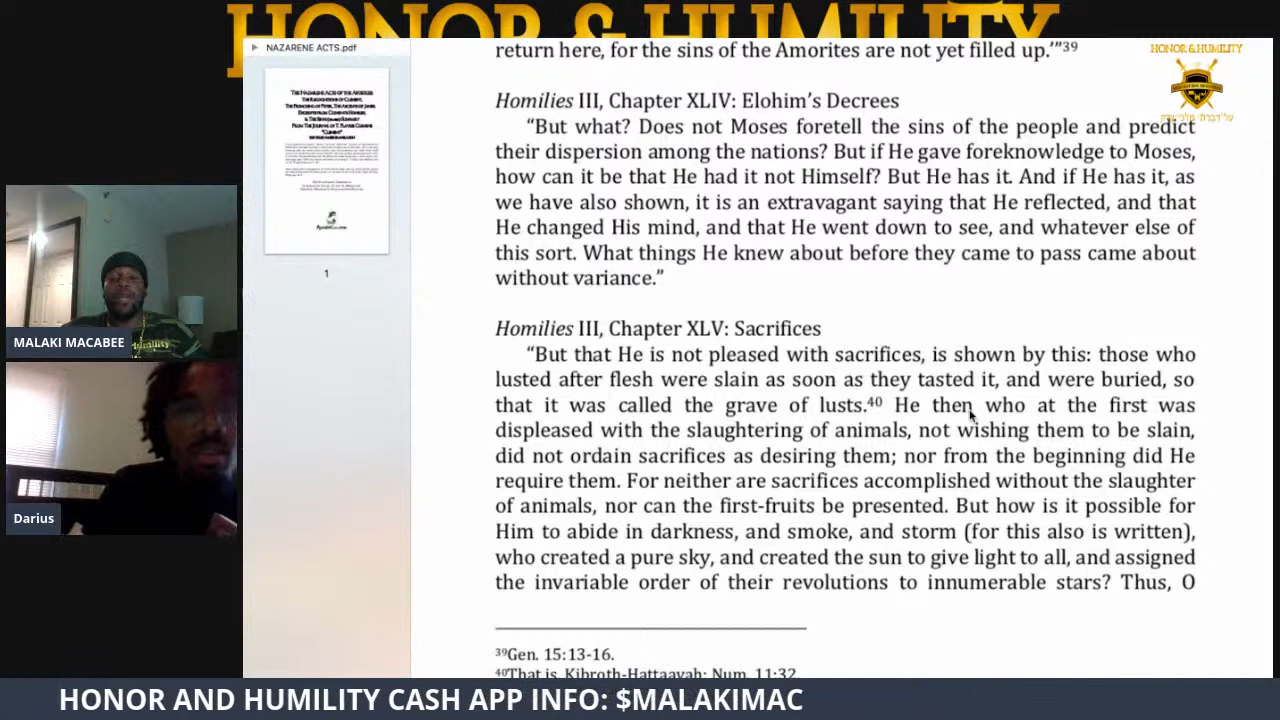 HONOR & HUMILITY
NAZARENE ACTS.pdf
1
return here, for the sins of the Amorites are not yet filled up.’”³⁹
HONOR & HUMILITY
Homilies III, Chapter XLIV: Elohim’s Decrees
“But what? Does not Moses foretell the sins of the people and predict
their dispersion among the nations? But if He gave foreknowledge to Moses,
how can it be that He had it not Himself? But He has it. And if He has it, as
we have also shown, it is an extravagant saying that He reflected, and that
He changed His mind, and that He went down to see, and whatever else of
this sort. What things He knew about before they came to pass came about
without variance.”
Homilies III, Chapter XLV: Sacrifices
“But that He is not pleased with sacrifices, is shown by this: those who
lusted after flesh were slain as soon as they tasted it, and were buried, so
that it was called the grave of lusts.⁴⁰ He then who at the first was
displeased with the slaughtering of animals, not wishing them to be slain,
did not ordain sacrifices as desiring them; nor from the beginning did He
require them. For neither are sacrifices accomplished without the slaughter
of animals, nor can the first-fruits be presented. But how is it possible for
Him to abide in darkness, and smoke, and storm (for this also is written),
who created a pure sky, and created the sun to give light to all, and assigned
the invariable order of their revolutions to innumerable stars? Thus, O
³⁹Gen. 15:13-16.
⁴⁰That is, Kibroth-Hattaavah; Num. 11:32.
MALAKI MACABEE
Darius
HONOR AND HUMILITY CASH APP INFO: $MALAKIMAC